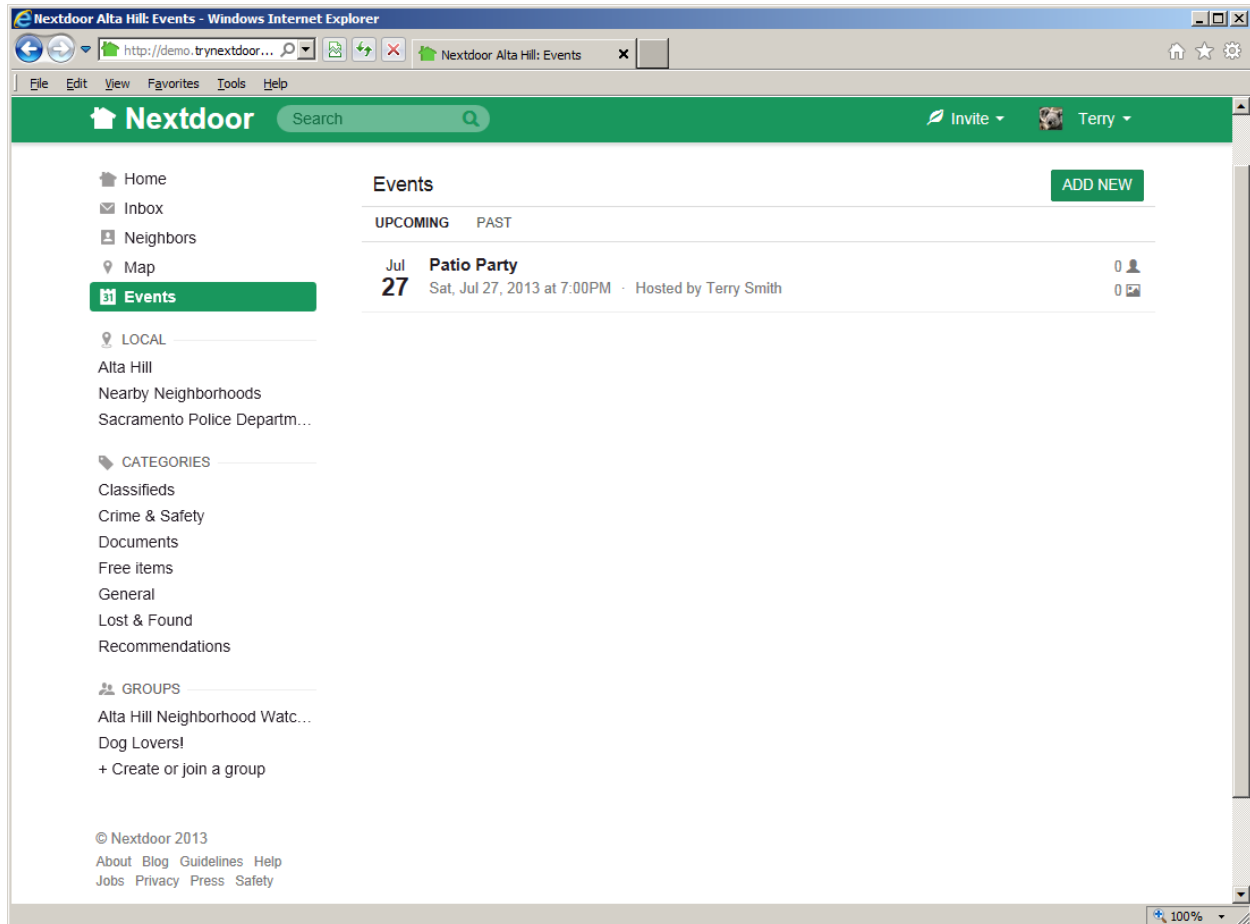 Nextdoor Alta Hill: Events - Windows Internet Explorer
http://demo.trynextdoor...
Nextdoor Alta Hill: Events
File Edit View Favorites Tools Help
Nextdoor
Search
Invite
Terry
Home
Inbox
Neighbors
Map
31 Events
LOCAL
Alta Hill
Nearby Neighborhoods
Sacramento Police Departm...
CATEGORIES
Classifieds
Crime & Safety
Documents
Free items
General
Lost & Found
Recommendations
GROUPS
Alta Hill Neighborhood Watc...
Dog Lovers!
+ Create or join a group
© Nextdoor 2013
About Blog Guidelines Help
Jobs Privacy Press Safety
Events
ADD NEW
UPCOMING PAST
Jul
27
Patio Party
Sat, Jul 27, 2013 at 7:00PM · Hosted by Terry Smith
0
0
100%